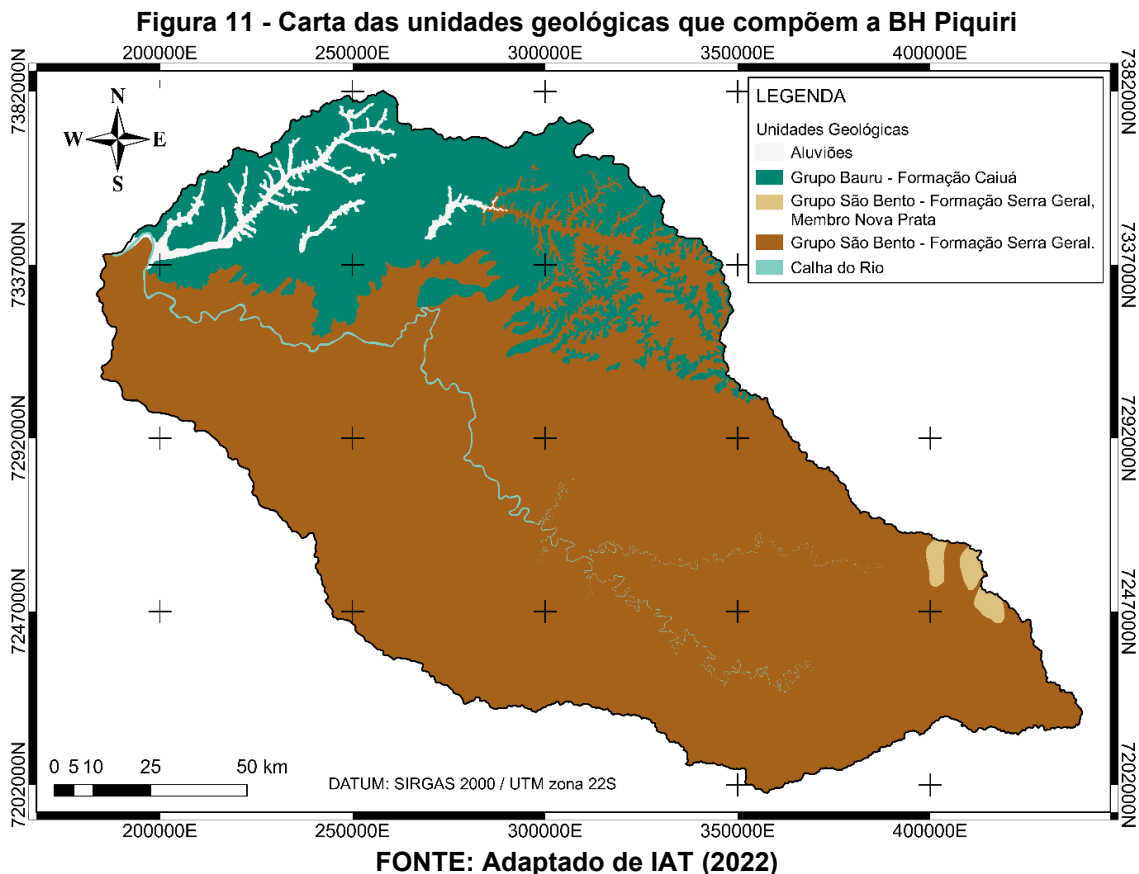 Figura 11 - Carta das unidades geológicas que compõem a BH Piquiri
200000E 250000E 300000E 350000E 400000E
7382000N 7382000N
N
W E
S
LEGENDA
Unidades Geológicas
Aluviões
Grupo Bauru - Formação Caiuá
Grupo São Bento - Formação Serra Geral,
Membro Nova Prata
Grupo São Bento - Formação Serra Geral.
Calha do Rio
7337000N 7337000N
7292000N 7292000N
7247000N 7247000N
7202000N 7202000N
0 5 10 25 50 km
DATUM: SIRGAS 2000 / UTM zona 22S
200000E 250000E 300000E 350000E 400000E
FONTE: Adaptado de IAT (2022)